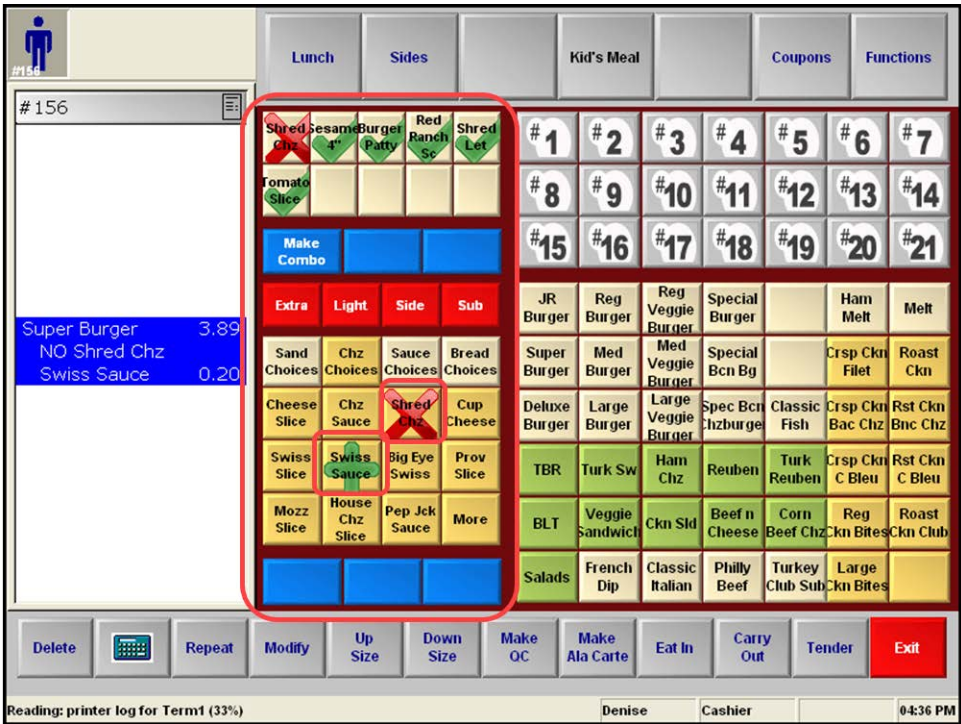 #156
Lunch
Sides
Kid's Meal
Coupons
Functions
#156
Super Burger 3.89
NO Shred Chz
Swiss Sauce 0.20
Shred Chz
Sesame 4"
Burger Patty
Red Ranch Sc
Shred Let
Tomato Slice
Make Combo
Extra
Light
Side
Sub
Sand Choices
Chz Choices
Sauce Choices
Bread Choices
Cheese Slice
Chz Sauce
Shred Chz
Cup Cheese
Swiss Slice
Swiss Sauce
Big Eye Swiss
Prov Slice
Mozz Slice
House Chz Slice
Pep Jck Sauce
More
#1 #2 #3 #4 #5 #6 #7
#8 #9 #10 #11 #12 #13 #14
#15 #16 #17 #18 #19 #20 #21
JR Burger
Reg Burger
Reg Veggie Burger
Special Burger
Ham Melt
Melt
Super Burger
Med Burger
Med Veggie Burger
Special Bcn Bg
Crsp Ckn Filet
Roast Ckn
Deluxe Burger
Large Burger
Large Veggie Burger
Spec Bcn Chzburge
Classic Fish
Crsp Ckn Bac Chz
Rst Ckn Bnc Chz
TBR
Turk Sw
Ham Chz
Reuben
Turk Reuben
Crsp Ckn C Bleu
Rst Ckn C Bleu
BLT
Veggie Sandwich
Ckn Sld
Beef n Cheese
Corn Beef Chz
Reg Ckn Bites
Roast Ckn Club
Salads
French Dip
Classic Italian
Philly Beef
Turkey Club Sub
Large Ckn Bites
Delete
Repeat
Modify
Up Size
Down Size
Make QC
Make Ala Carte
Eat In
Carry Out
Tender
Exit
Reading: printer log for Term1 (33%)
Denise
Cashier
04:36 PM